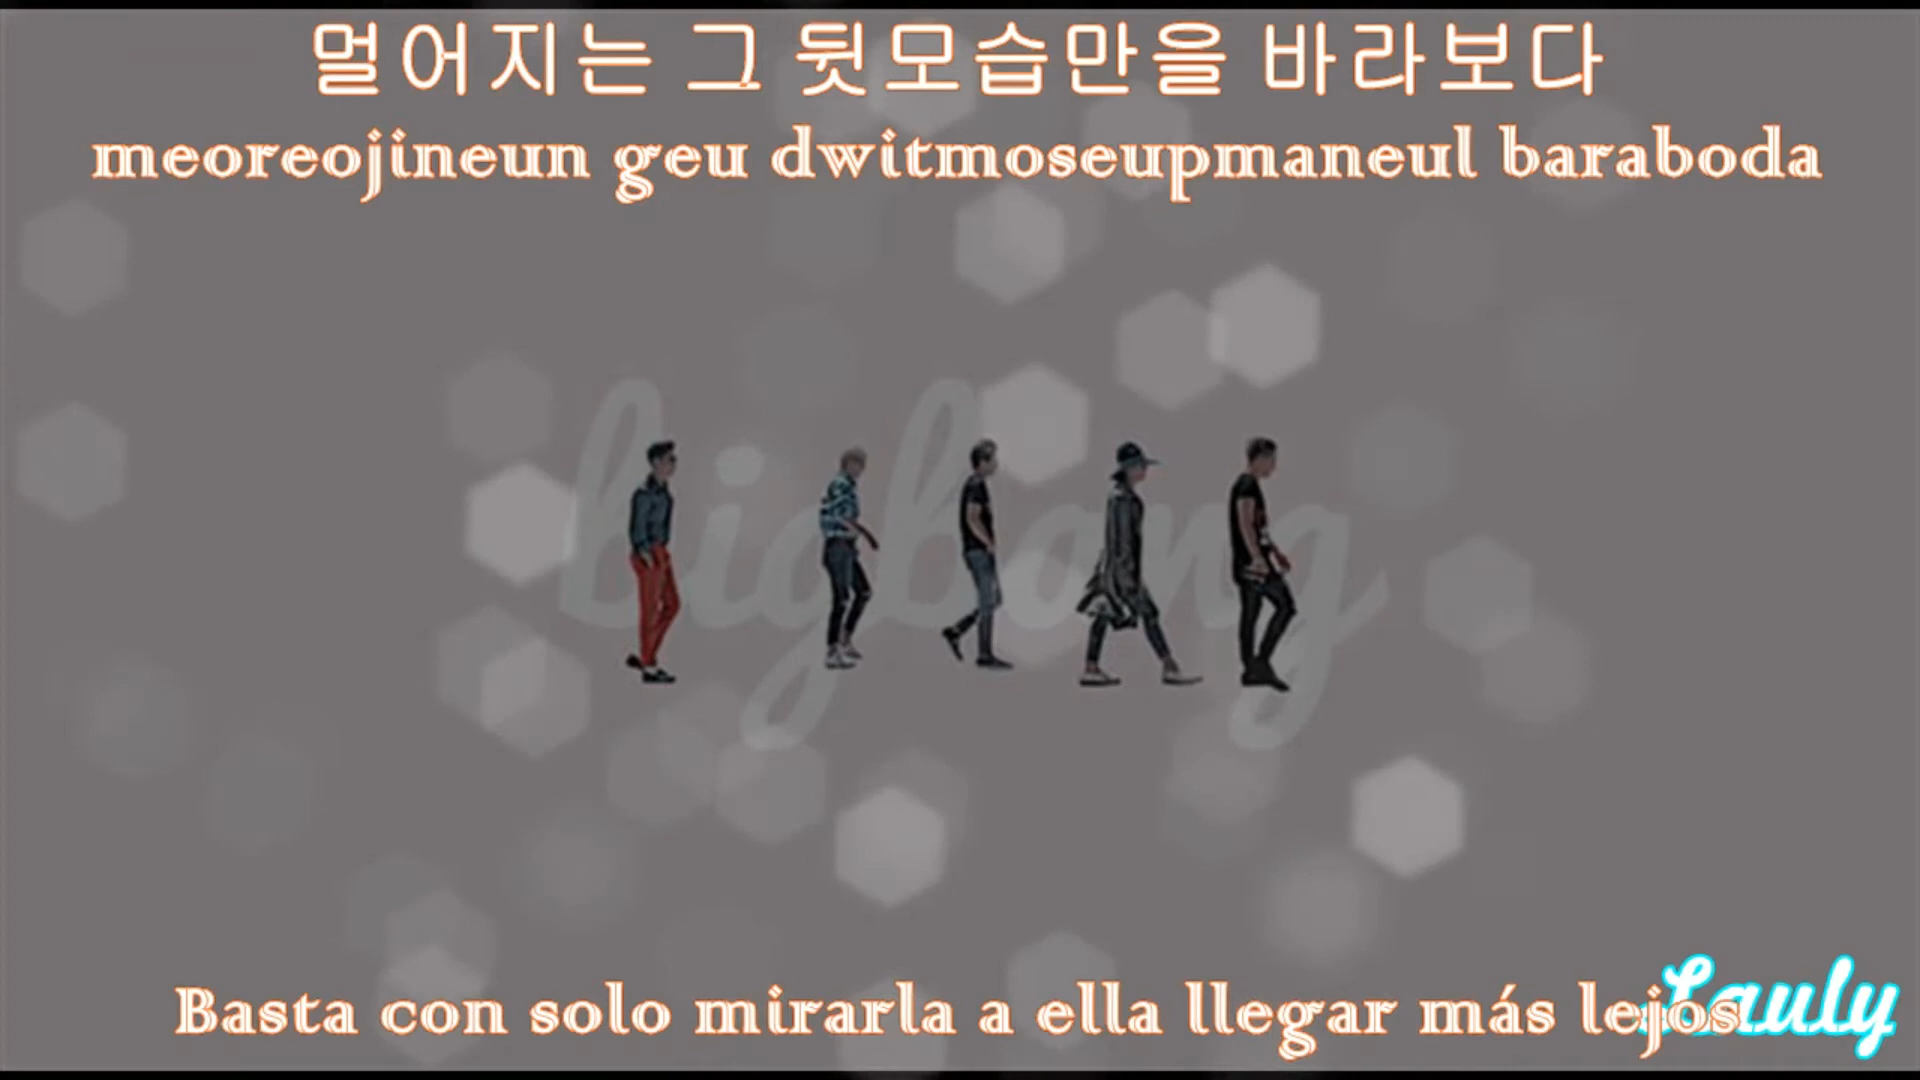 멀어지는 그 뒷모습만을 바라보다
meoreojineun geu dwitmoseupmaneul baraboda
bigbang
Basta con solo mirarla a ella llegar más lejos
Lauly